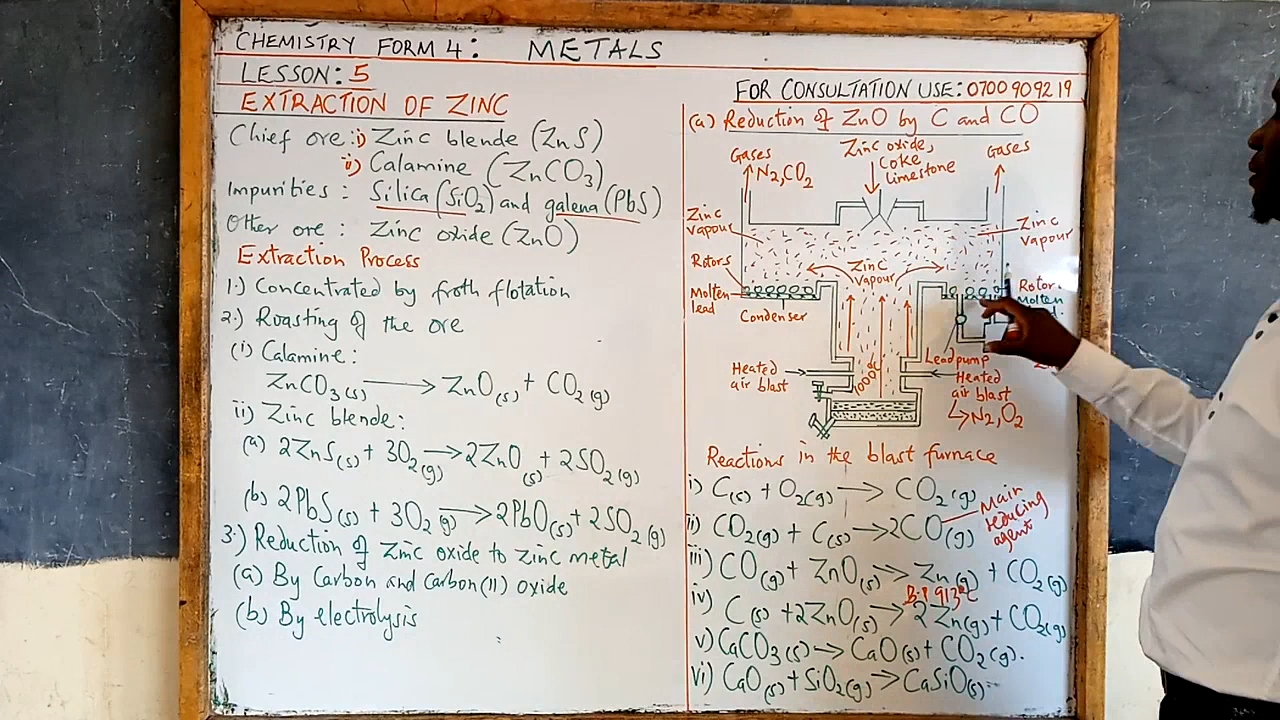 CHEMISTRY FORM 4: METALS
LESSON: 5
FOR CONSULTATION USE: 0700909219
EXTRACTION OF ZINC
Chief ore: i) Zinc blende (ZnS)
ii) Calamine (ZnCO3)
Impurities: Silica (SiO2) and galena (PbS)
Other ore: Zinc oxide (ZnO)
Extraction Process
1.) Concentrated by froth flotation
2.) Roasting of the ore
(i) Calamine:
ZnCO3(s) → ZnO(s) + CO2(g)
ii) Zinc blende:
(a) 2ZnS(s) + 3O2(g) → 2ZnO(s) + 2SO2(g)
(b) 2PbS(s) + 3O2(g) → 2PbO(s) + 2SO2(g)
3.) Reduction of Zinc oxide to Zinc metal
(a) By Carbon and Carbon(II) oxide
(b) By electrolysis
(a) Reduction of ZnO by C and CO
Gases
N2, CO2
Zinc oxide,
Coke
limestone
Gases
Zinc
vapour
Zinc
Vapour
Rotors
Zinc
Vapour
Molten
lead
Condenser
Rotor
Molten
Lead pump
Heated
air blast
1000°C
Heated
air blast
N2, O2
Reactions in the blast furnace
i) C(s) + O2(g) → CO2(g)
ii) CO2(g) + C(s) → 2CO(g)
Main
reducing
agent
iii) CO(g) + ZnO(s) → Zn(g) + CO2(g)
B.P 913°C
iv) C(s) + 2ZnO(s) → 2Zn(g) + CO2(g)
v) CaCO3(s) → CaO(s) + CO2(g).
vi) CaO(s) + SiO2(g) → CaSiO(s)